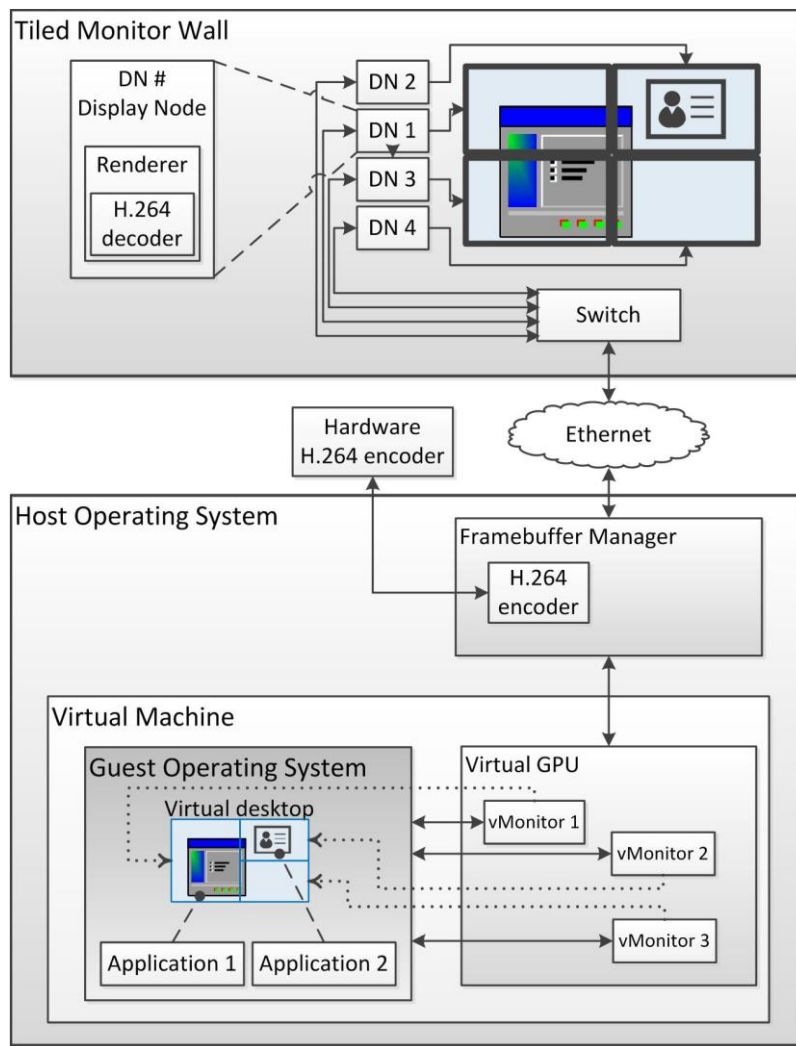 Tiled Monitor Wall
DN #
Display Node
Renderer
H.264
decoder
DN 2
DN 1
DN 3
DN 4
Switch
Ethernet
Hardware
H.264 encoder
Host Operating System
Framebuffer Manager
H.264
encoder
Virtual Machine
Guest Operating System
Virtual desktop
Application 1
Application 2
Virtual GPU
vMonitor 1
vMonitor 2
vMonitor 3